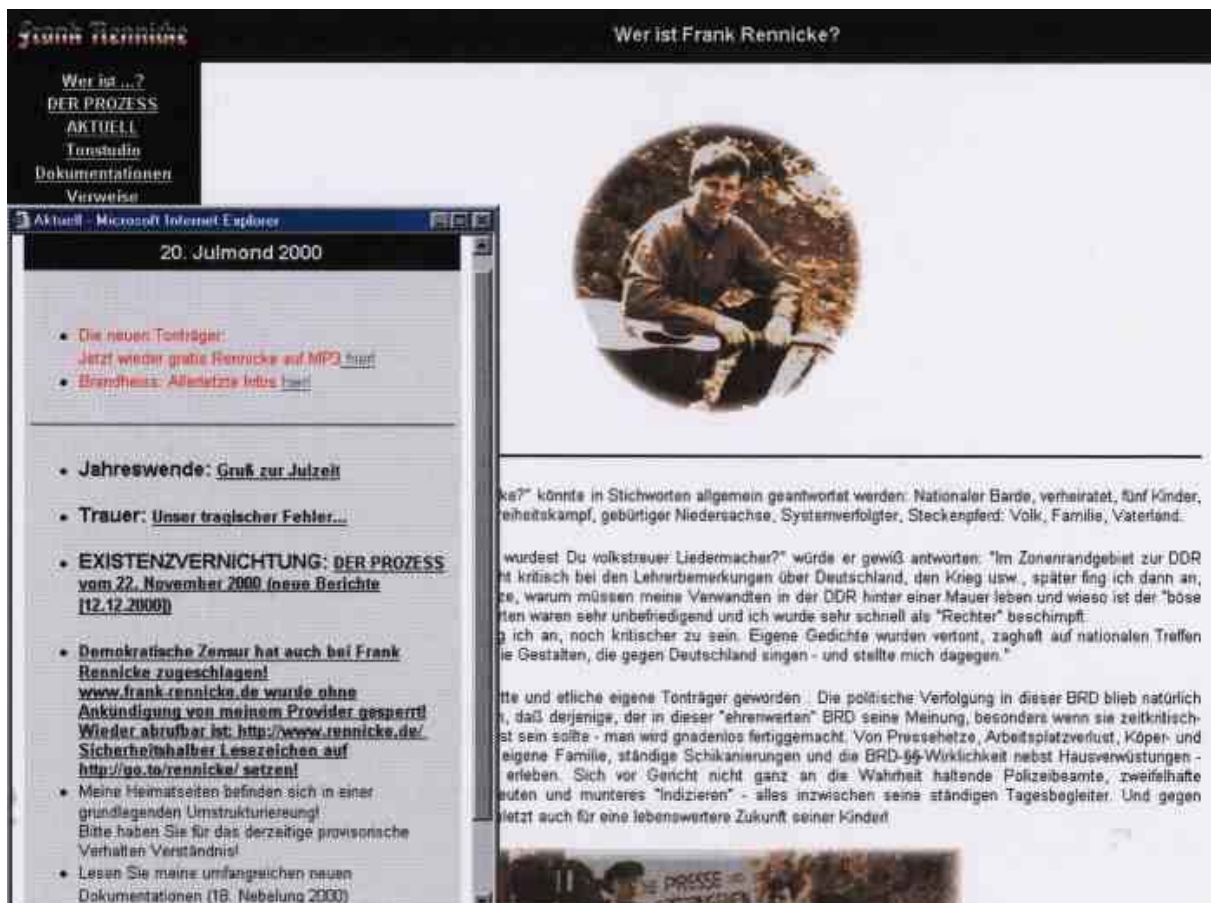 Frank Rennicke
Wer ist Frank Rennicke?
Wer ist ...?
DER PROZESS
AKTUELL
Tonstudio
Dokumentationen
Verweise
Aktuell - Microsoft Internet Explorer
20. Julmond 2000
Die neuen Tonträger:
Jetzt wieder gratis Rennicke auf MP3 hier!
Brandheiss: Allerletzte Infos hier!
Jahreswende: Gruß zur Julzeit
Trauer: Unser tragischer Fehler...
EXISTENZVERNICHTUNG: DER PROZESS
vom 22. November 2000 (neue Berichte
[12.12.2000])
Demokratische Zensur hat auch bei Frank
Rennicke zugeschlagen!
www.frank-rennicke.de wurde ohne
Ankündigung von meinem Provider gesperrt!
Wieder abrufbar ist: http://www.rennicke.de/
Sicherheitshalber Lesezeichen auf
http://go.to/rennicke/ setzen!
Meine Heimatseiten befinden sich in einer
grundlegenden Umstrukturiereung!
Bitte haben Sie für das derzeitige provisorische
Verhalten Verständnis!
Lesen Sie meine umfangreichen neuen
Dokumentationen (18. Nebelung 2000)
ke?" könnte in Stichworten allgemein geantwortet werden: Nationaler Barde, verheiratet, fünf Kinder,
reiheitskampf, gebürtiger Niedersachse, Systemverfolgter, Steckenpferd: Volk, Familie, Vaterland.
wurdest Du volkstreuer Liedermacher?" würde er gewiß antworten: "Im Zonenrandgebiet zur DDR
ht kritisch bei den Lehrerbemerkungen über Deutschland, den Krieg usw., später fing ich dann an,
ze, warum müssen meine Verwandten in der DDR hinter einer Mauer leben und wieso ist der "böse
rten waren sehr unbefriedigend und ich wurde sehr schnell als "Rechter" beschimpft.
g ich an, noch kritischer zu sein. Eigene Gedichte wurden vertont, zaghaft auf nationalen Treffen
ie Gestalten, die gegen Deutschland singen - und stellte mich dagegen."
tte und etliche eigene Tonträger geworden . Die politische Verfolgung in dieser BRD blieb natürlich
n, daß derjenige, der in dieser "ehrenwerten" BRD seine Meinung, besonders wenn sie zeitkritisch-
st sein sollte - man wird gnadenlos fertiggemacht. Von Pressehetze, Arbeitsplatzverlust, Köper- und
eigene Familie, ständige Schikanierungen und die BRD-§§-Wirklichkeit nebst Hausverwüstungen -
erleben. Sich vor Gericht nicht ganz an die Wahrheit haltende Polizeibeamte, zweifelhafte
euten und munteres "Indizieren" - alles inzwischen seine ständigen Tagesbegleiter. Und gegen
letzt auch für eine lebenswertere Zukunft seiner Kinder!
PRESSE